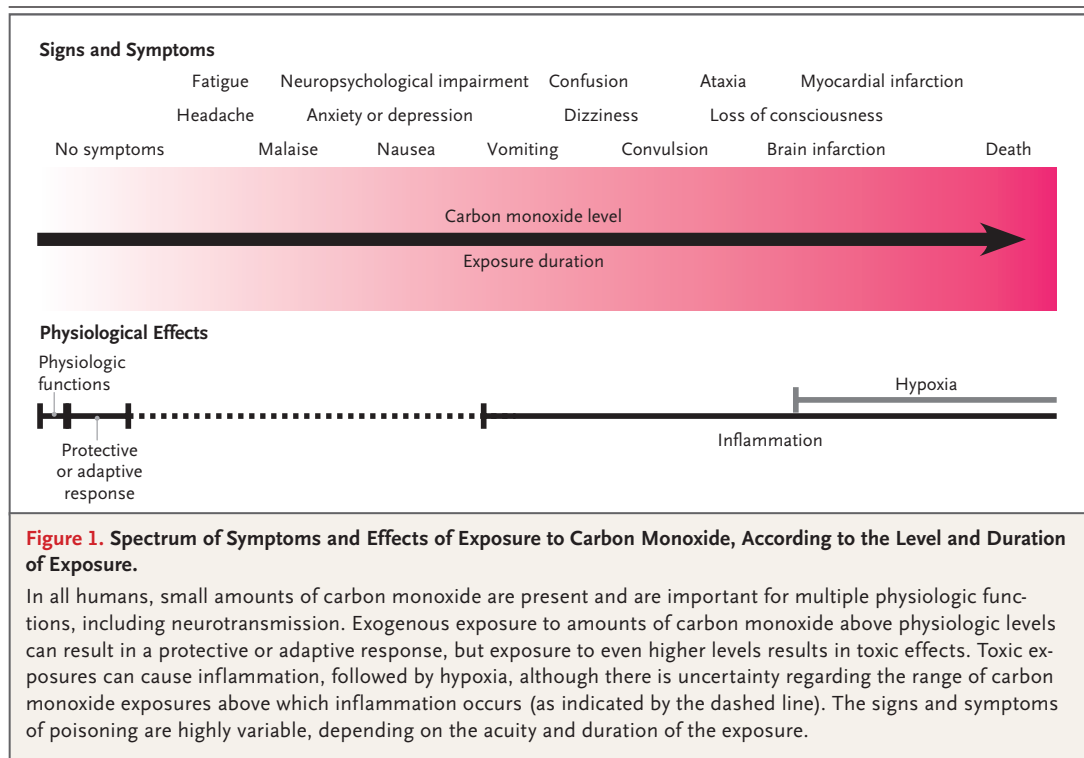 Signs and Symptoms
Fatigue Neuropsychological impairment Confusion Ataxia Myocardial infarction
Headache Anxiety or depression Dizziness Loss of consciousness
No symptoms Malaise Nausea Vomiting Convulsion Brain infarction Death
Carbon monoxide level
Exposure duration
Physiological Effects
Physiologic
functions
Hypoxia
Inflammation
Protective
or adaptive
response
Figure 1. Spectrum of Symptoms and Effects of Exposure to Carbon Monoxide, According to the Level and Duration
of Exposure.
In all humans, small amounts of carbon monoxide are present and are important for multiple physiologic func-
tions, including neurotransmission. Exogenous exposure to amounts of carbon monoxide above physiologic levels
can result in a protective or adaptive response, but exposure to even higher levels results in toxic effects. Toxic ex-
posures can cause inflammation, followed by hypoxia, although there is uncertainty regarding the range of carbon
monoxide exposures above which inflammation occurs (as indicated by the dashed line). The signs and symptoms
of poisoning are highly variable, depending on the acuity and duration of the exposure.